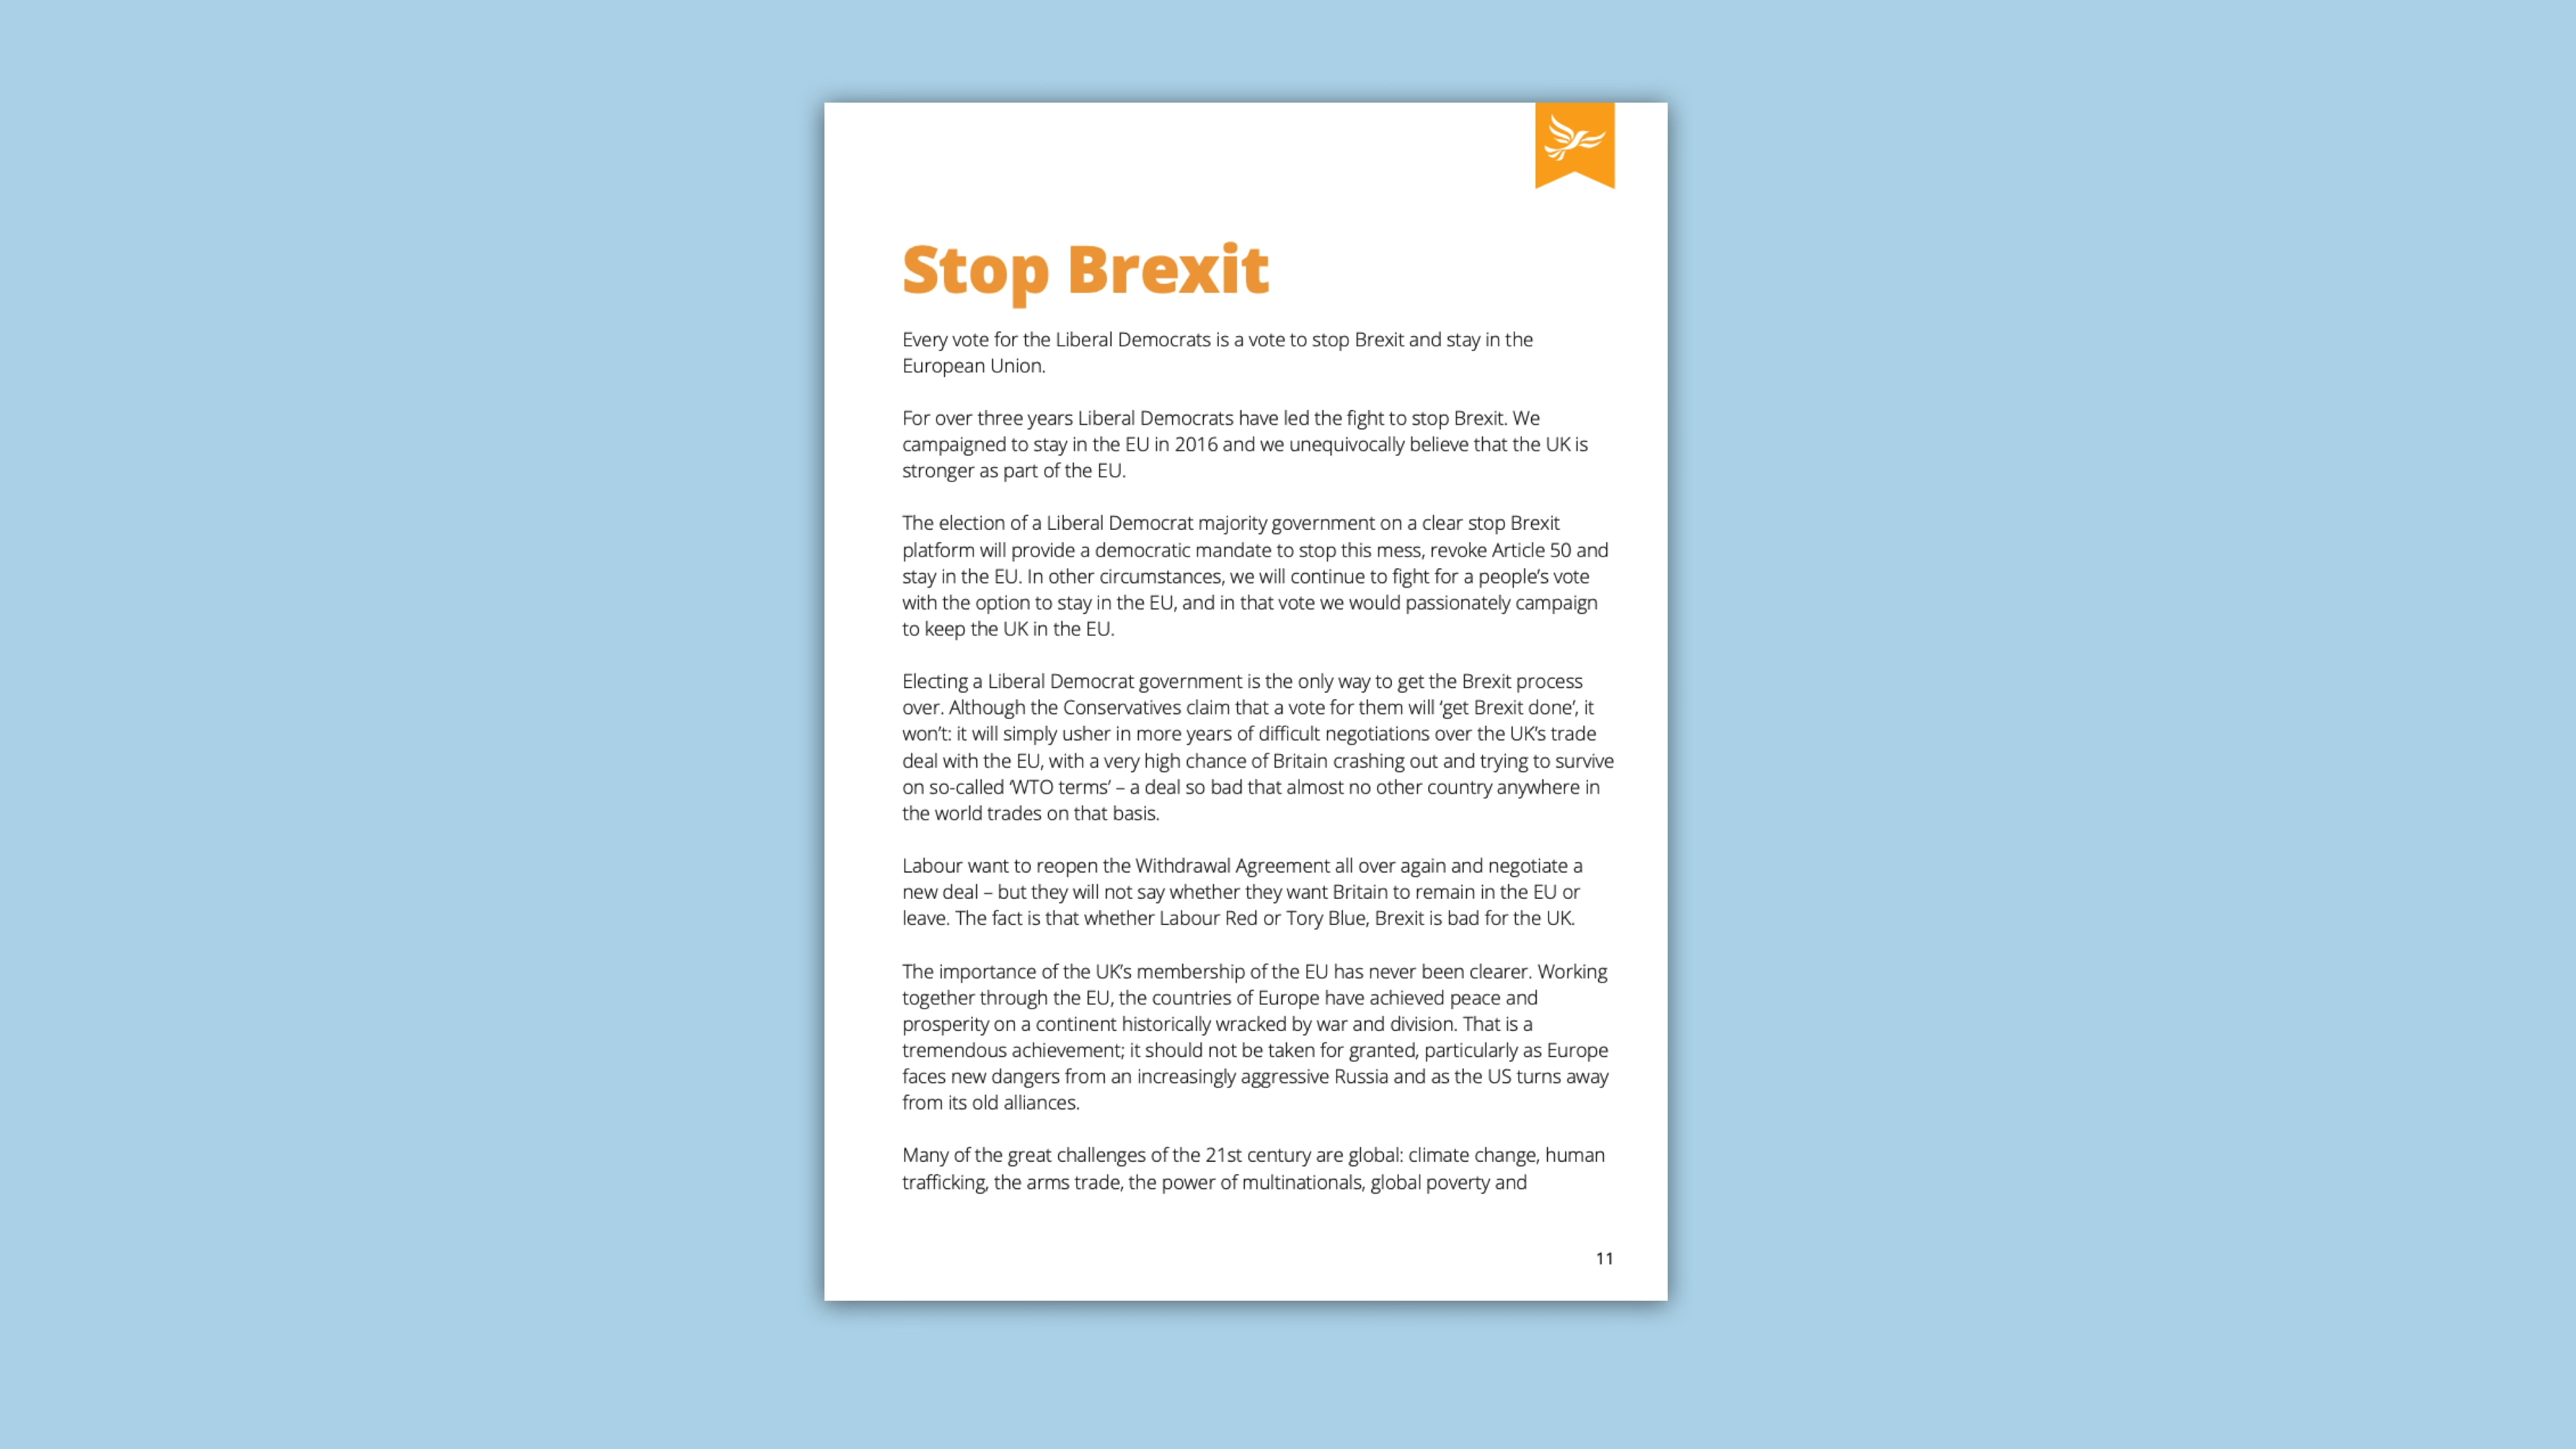 Stop Brexit
Every vote for the Liberal Democrats is a vote to stop Brexit and stay in the
European Union.
For over three years Liberal Democrats have led the fight to stop Brexit. We
campaigned to stay in the EU in 2016 and we unequivocally believe that the UK is
stronger as part of the EU.
The election of a Liberal Democrat majority government on a clear stop Brexit
platform will provide a democratic mandate to stop this mess, revoke Article 50 and
stay in the EU. In other circumstances, we will continue to fight for a people’s vote
with the option to stay in the EU, and in that vote we would passionately campaign
to keep the UK in the EU.
Electing a Liberal Democrat government is the only way to get the Brexit process
over. Although the Conservatives claim that a vote for them will ‘get Brexit done’, it
won’t: it will simply usher in more years of difficult negotiations over the UK’s trade
deal with the EU, with a very high chance of Britain crashing out and trying to survive
on so-called ‘WTO terms’ – a deal so bad that almost no other country anywhere in
the world trades on that basis.
Labour want to reopen the Withdrawal Agreement all over again and negotiate a
new deal – but they will not say whether they want Britain to remain in the EU or
leave. The fact is that whether Labour Red or Tory Blue, Brexit is bad for the UK.
The importance of the UK’s membership of the EU has never been clearer. Working
together through the EU, the countries of Europe have achieved peace and
prosperity on a continent historically wracked by war and division. That is a
tremendous achievement; it should not be taken for granted, particularly as Europe
faces new dangers from an increasingly aggressive Russia and as the US turns away
from its old alliances.
Many of the great challenges of the 21st century are global: climate change, human
trafficking, the arms trade, the power of multinationals, global poverty and
11